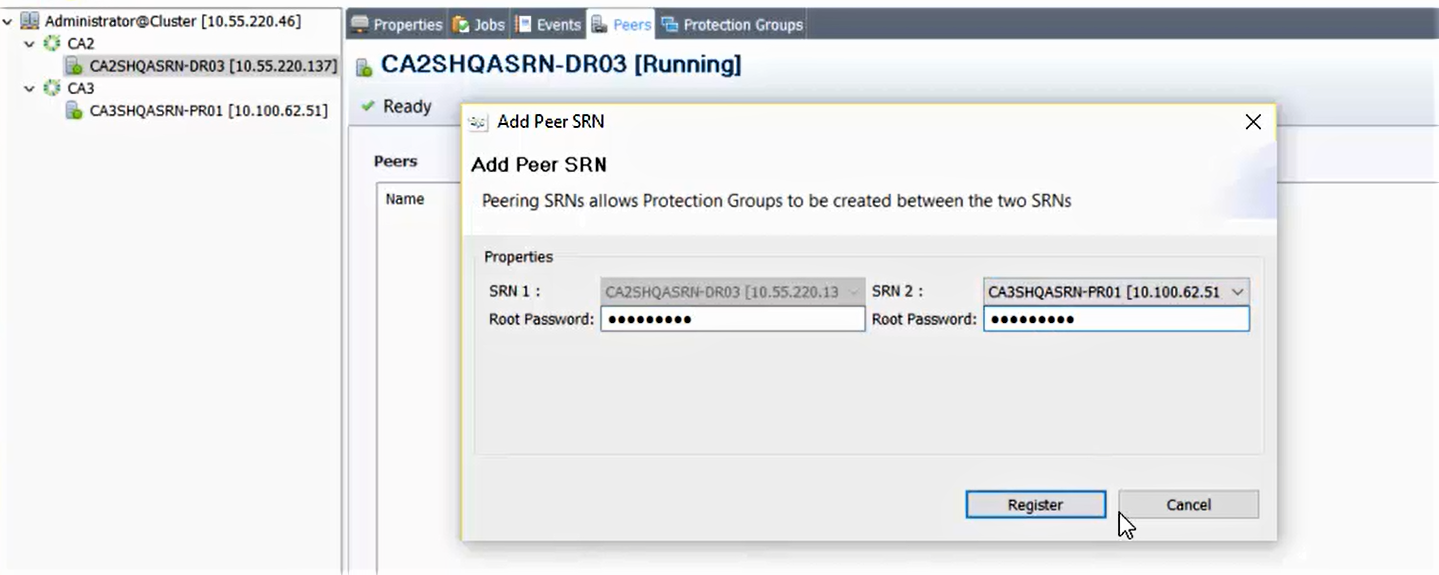 Administrator@Cluster [10.55.220.46]
CA2
CA2SHQASRN-DR03 [10.55.220.137]
CA3
CA3SHQASRN-PR01 [10.100.62.51]
Properties Jobs Events Peers Protection Groups
CA2SHQASRN-DR03 [Running]
Ready
Peers
Name
Add Peer SRN
Add Peer SRN
Peering SRNs allows Protection Groups to be created between the two SRNs
Properties
SRN 1 : CA2SHQASRN-DR03 [10.55.220.13 SRN 2 : CA3SHQASRN-PR01 [10.100.62.51
Root Password: ●●●●●●●●● Root Password: ●●●●●●●●●
Register Cancel